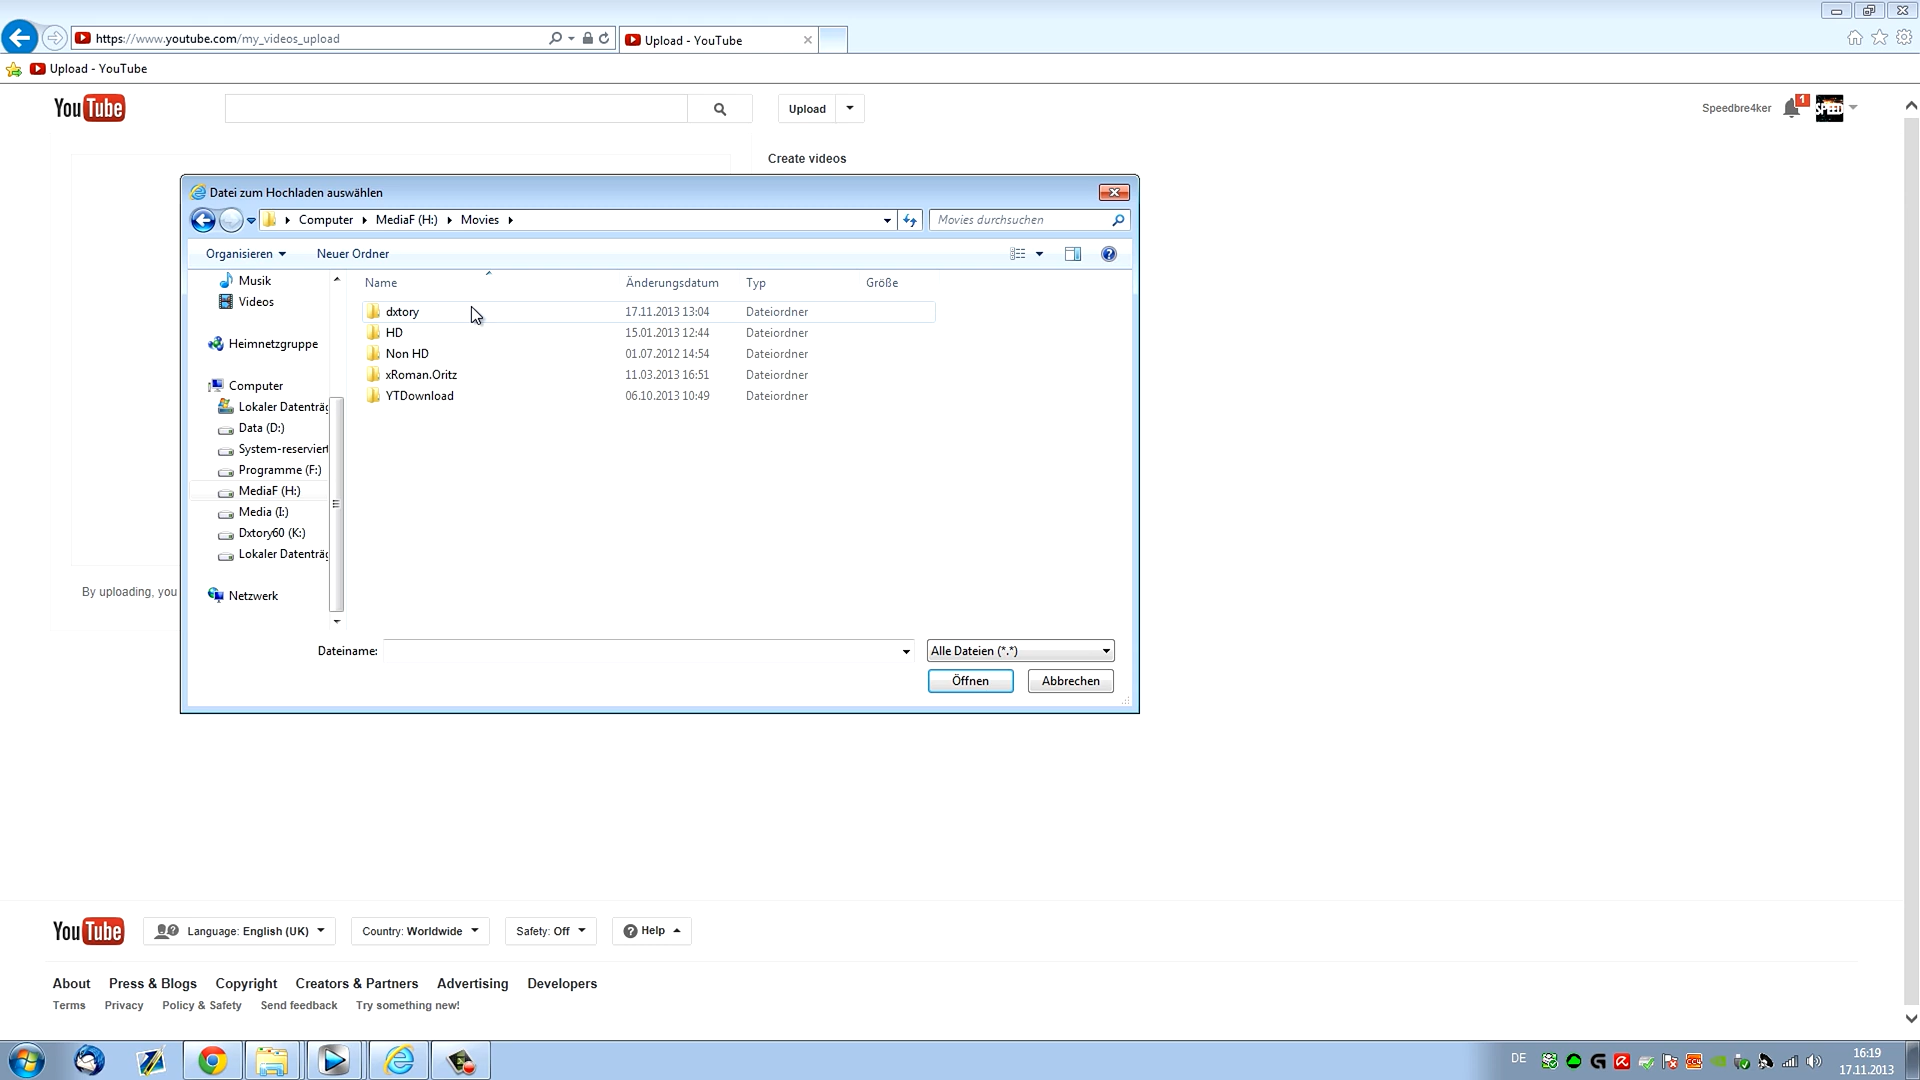 https://www.youtube.com/my_videos_upload
Upload - YouTube
Upload - YouTube
YouTube
Upload
Speedbre4ker
1
SPEED
Create videos
Datei zum Hochladen auswählen
Computer MediaF (H:) Movies
Movies durchsuchen
Organisieren Neuer Ordner
Musik
Videos
Heimnetzgruppe
Computer
Lokaler Datenträg
Data (D:)
System-reserviert
Programme (F:)
MediaF (H:)
Media (I:)
Dxtory60 (K:)
Lokaler Datenträg
Netzwerk
Name Änderungsdatum Typ Größe
dxtory 17.11.2013 13:04 Dateiordner
HD 15.01.2013 12:44 Dateiordner
Non HD 01.07.2012 14:54 Dateiordner
xRoman.Oritz 11.03.2013 16:51 Dateiordner
YTDownload 06.10.2013 10:49 Dateiordner
By uploading, you
Dateiname:
Alle Dateien (*.*)
Öffnen Abbrechen
YouTube Language: English (UK) Country: Worldwide Safety: Off Help
About Press & Blogs Copyright Creators & Partners Advertising Developers
Terms Privacy Policy & Safety Send feedback Try something new!
DE
16:19
17.11.2013